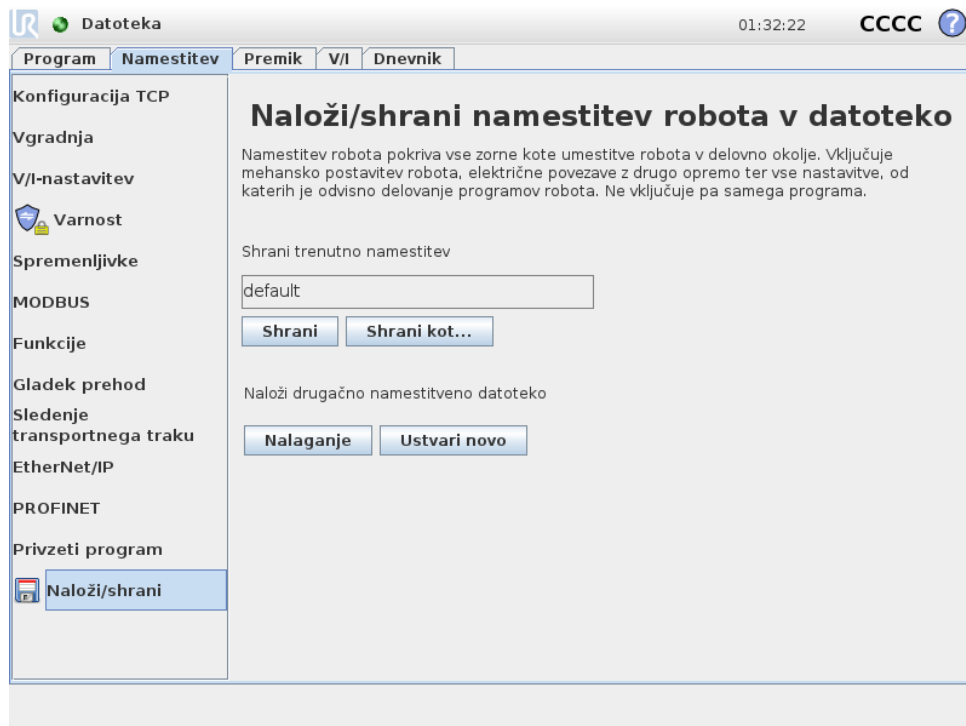 UR Datoteka 01:32:22 CCCC ?
Program Namestitev Premik V/I Dnevnik
Konfiguracija TCP
Vgradnja
V/I-nastavitev
Varnost
Spremenljivke
MODBUS
Funkcije
Gladek prehod
Sledenje
transportnega traku
EtherNet/IP
PROFINET
Privzeti program
Naloži/shrani
Naloži/shrani namestitev robota v datoteko
Namestitev robota pokriva vse zorne kote umestitve robota v delovno okolje. Vključuje
mehansko postavitev robota, električne povezave z drugo opremo ter vse nastavitve, od
katerih je odvisno delovanje programov robota. Ne vključuje pa samega programa.
Shrani trenutno namestitev
default
Shrani Shrani kot...
Naloži drugačno namestitveno datoteko
Nalaganje Ustvari novo